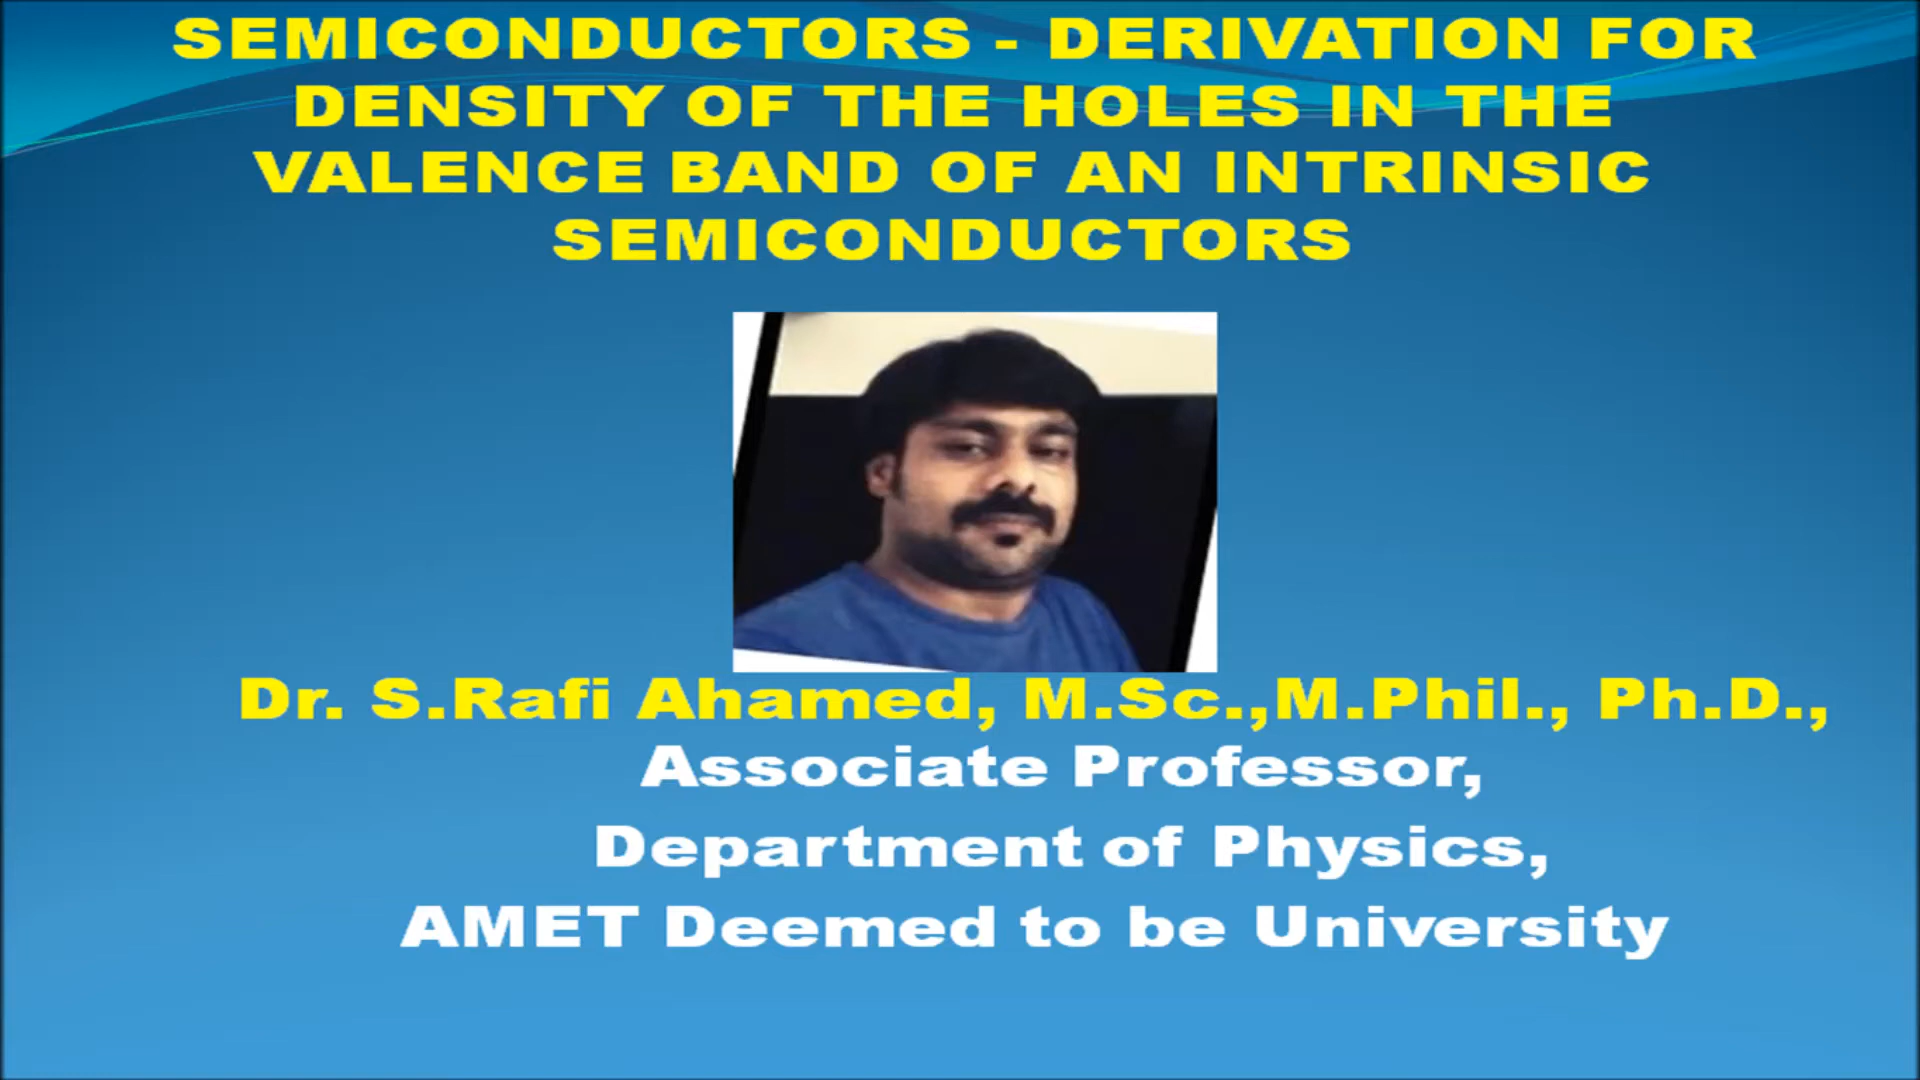 SEMICONDUCTORS - DERIVATION FOR
DENSITY OF THE HOLES IN THE
VALENCE BAND OF AN INTRINSIC
SEMICONDUCTORS
Dr. S.Rafi Ahamed, M.Sc.,M.Phil., Ph.D.,
Associate Professor,
Department of Physics,
AMET Deemed to be University